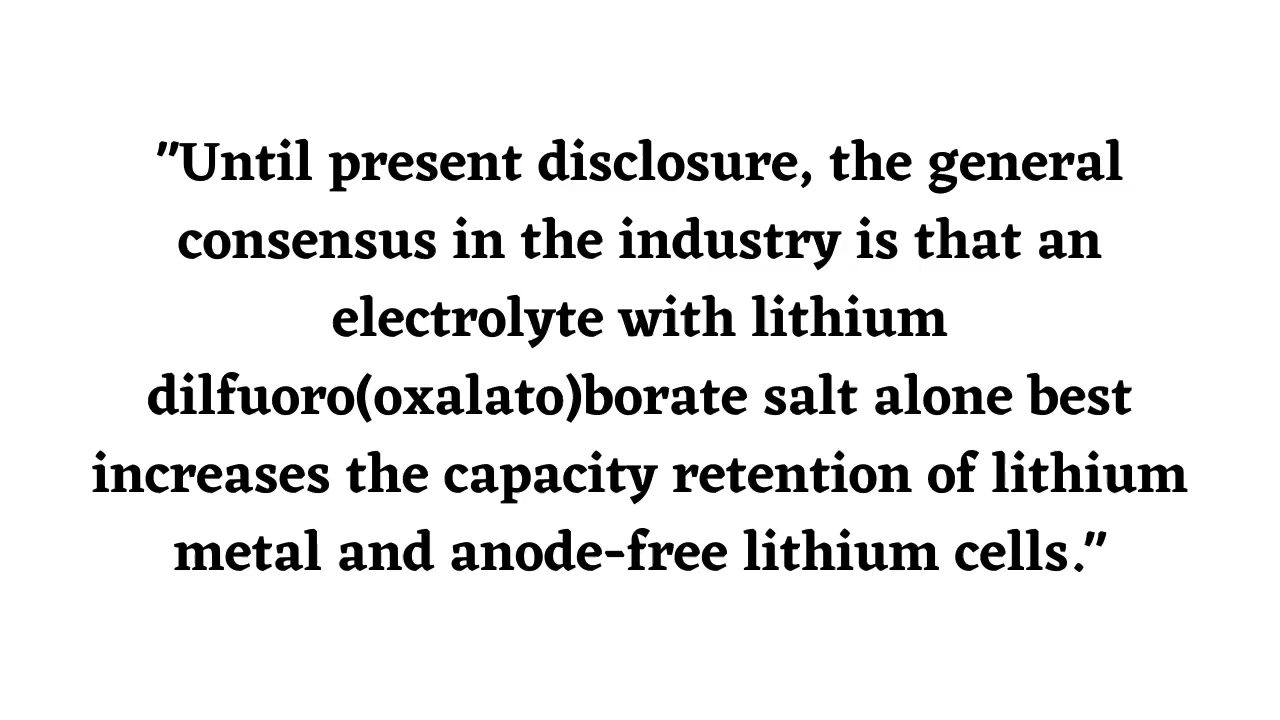 "Until present disclosure, the general
consensus in the industry is that an
electrolyte with lithium
dilfuoro(oxalato)borate salt alone best
increases the capacity retention of lithium
metal and anode-free lithium cells."